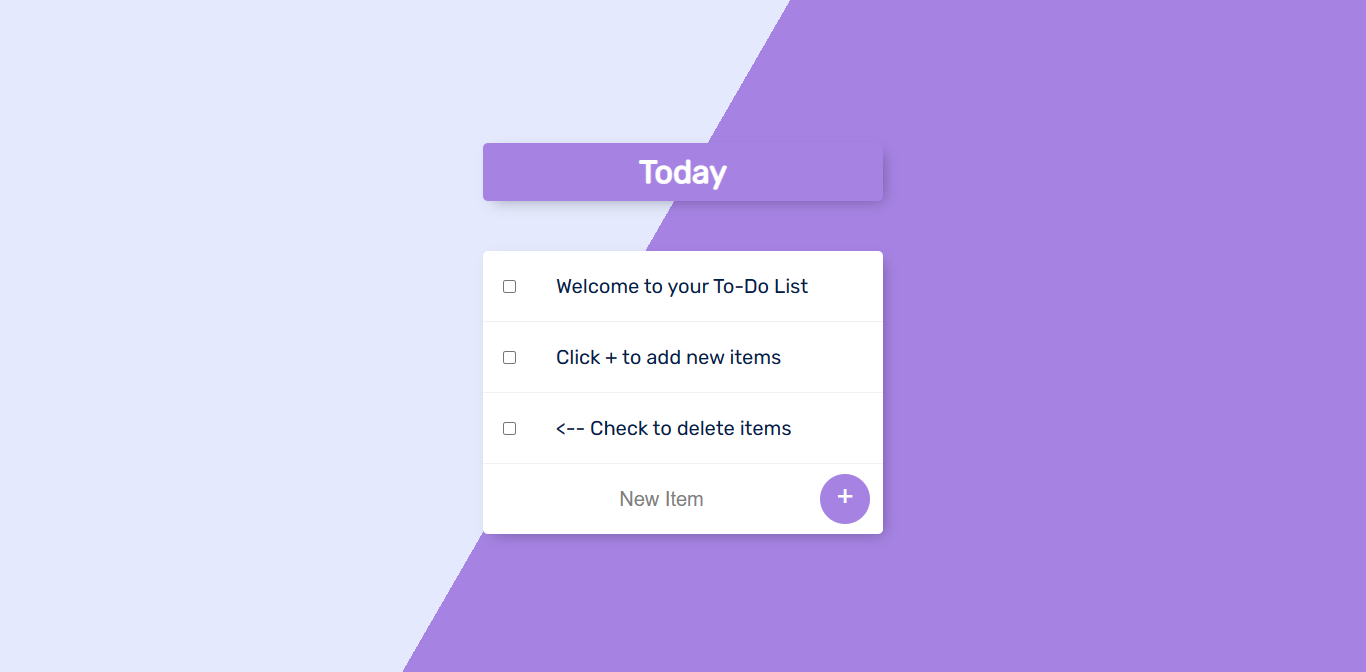 Today
Welcome to your To-Do List
Click + to add new items
<-- Check to delete items
New Item
+